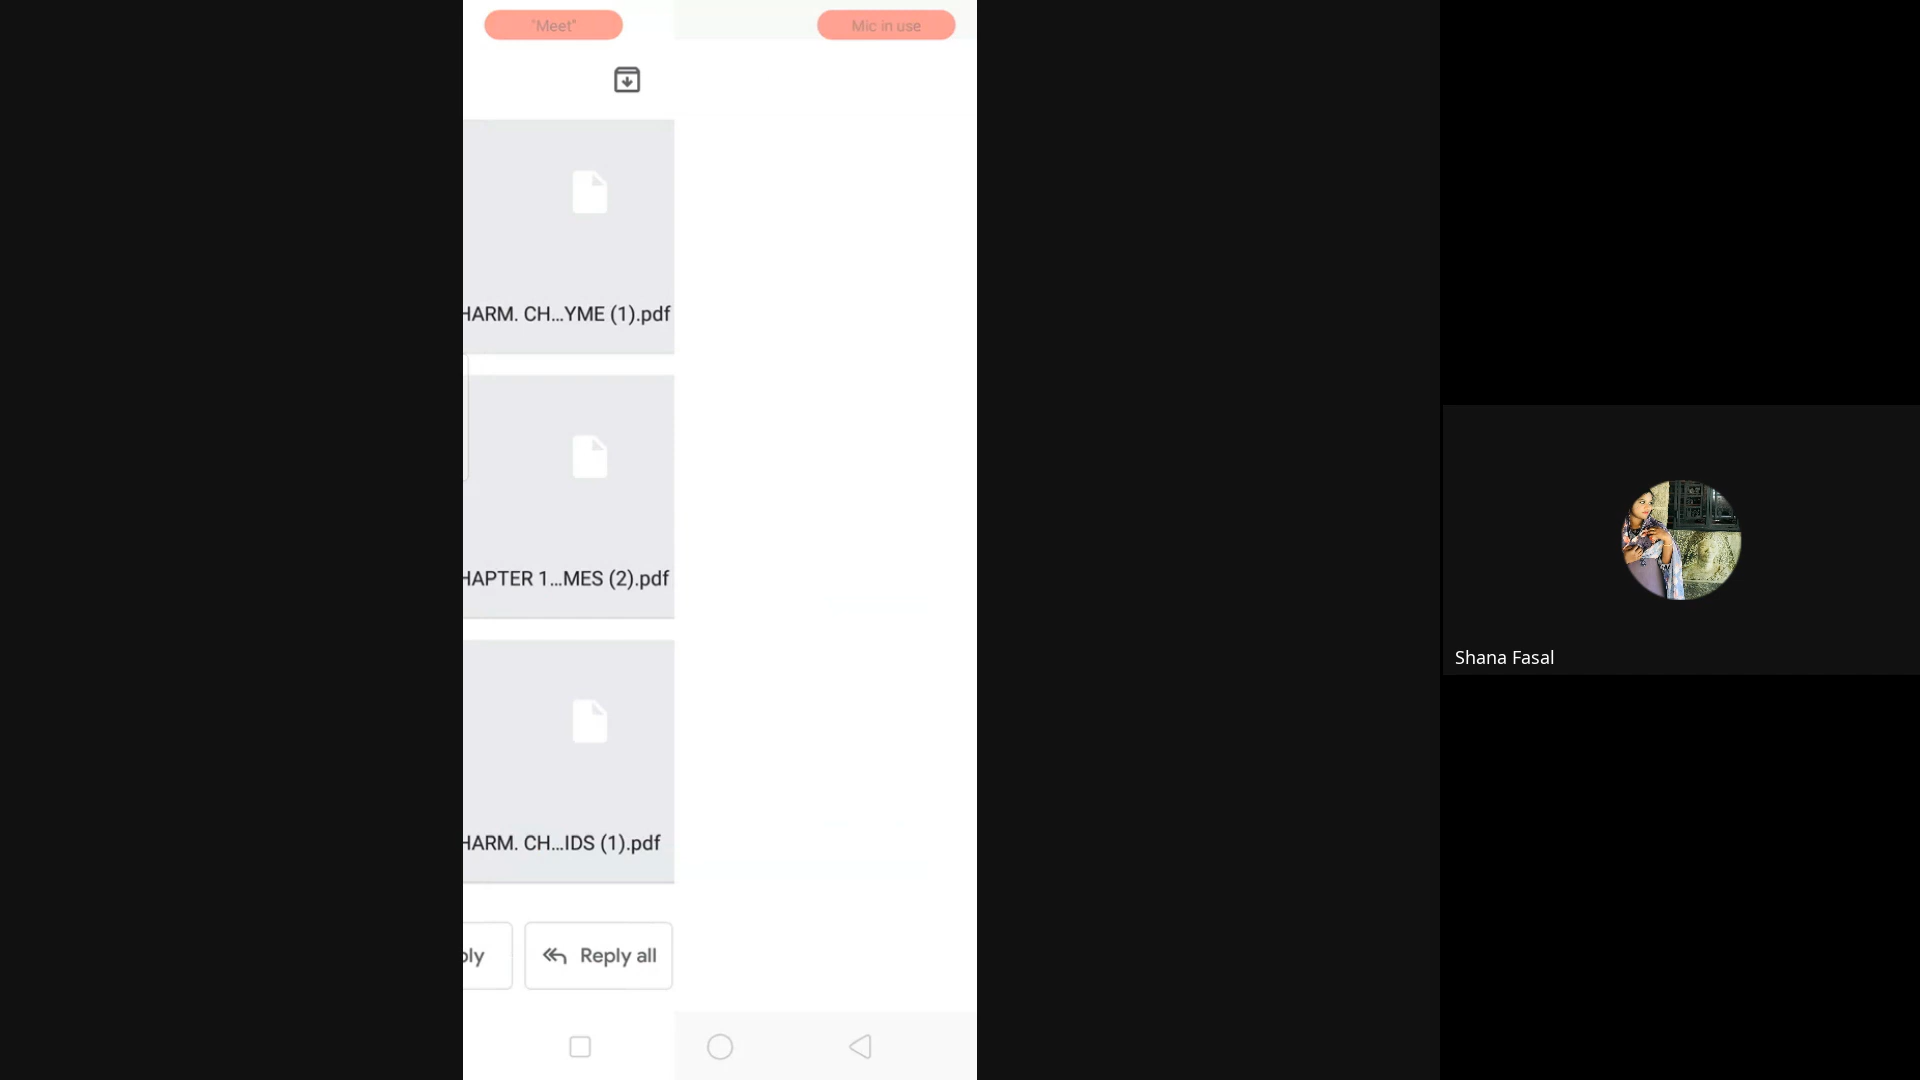 "Meet"
Mic in use
HARM. CH...YME (1).pdf
HAPTER 1...MES (2).pdf
HARM. CH...IDS (1).pdf
ply
Reply all
Shana Fasal